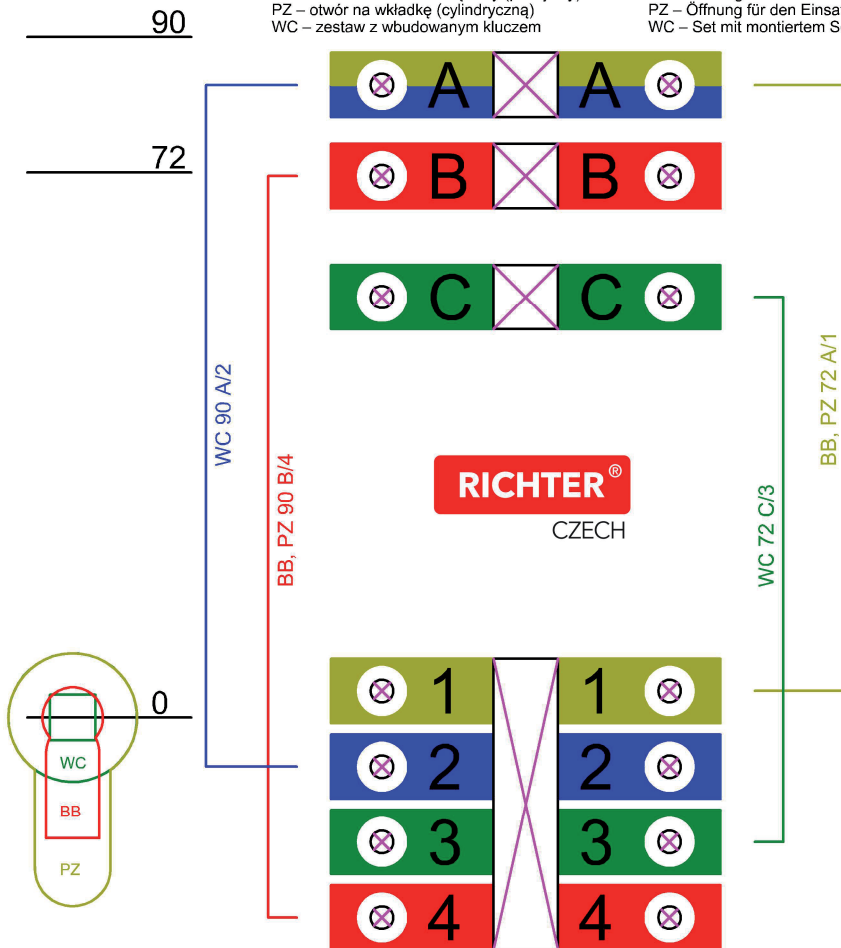 90
PZ – otwór na wkładkę (cylindryczną)
WC – zestaw z wbudowanym kluczem
PZ – Öffnung für den
WC – Set mit montiertem
A A
72
B B
C C
WC 90 A/2
BB, PZ 90 B/4
BB, PZ 72 A/1
WC 72 C/3
RICHTER®
CZECH
0
1 1
WC
2 2
BB
3 3
PZ
4 4